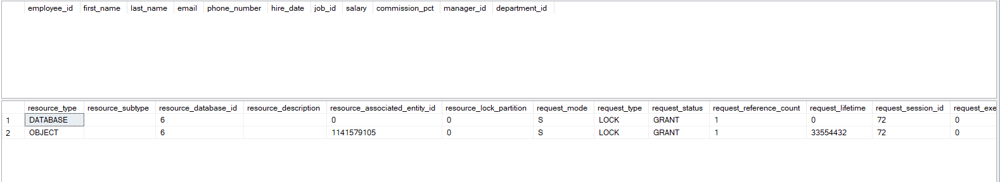 employee_id first_name last_name email phone_number hire_date job_id salary commission_pct manager_id department_id
resource_type resource_subtype resource_database_id resource_description resource_associated_entity_id resource_lock_partition request_mode request_type request_status request_reference_count request_lifetime request_session_id request_exe
1 DATABASE 6 0 0 S LOCK GRANT 1 0 72 0
2 OBJECT 6 1141579105 0 S LOCK GRANT 1 33554432 72 0